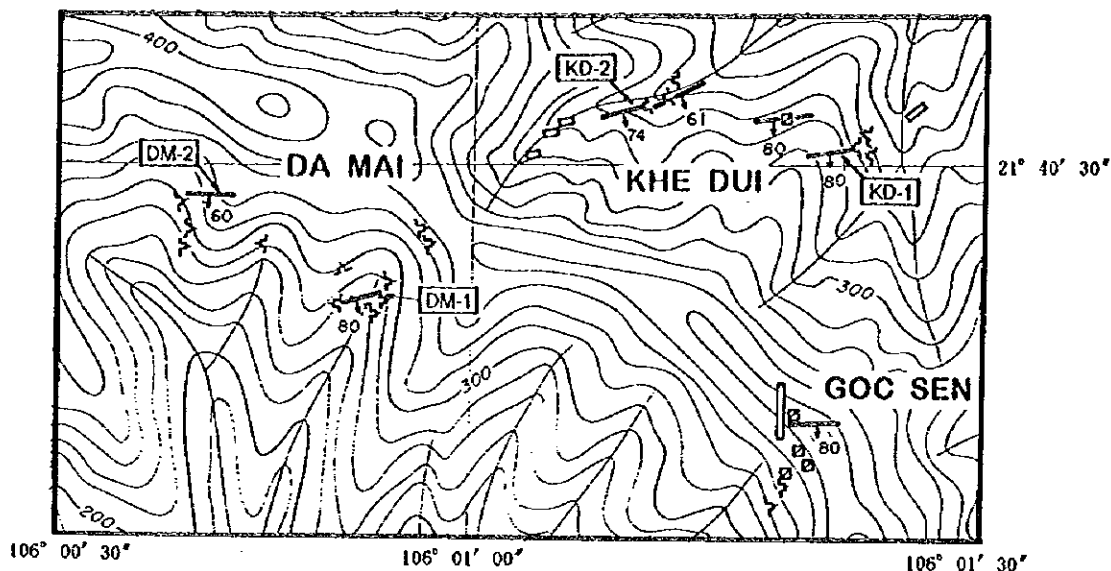 400
KD-2
74
61
80
DM-2
DA MAI
KHE DUI
21° 40' 30"
80
KD-1
60
DM-1
80
300
300
GOC SEN
80
200
106° 00' 30"
106° 01' 00"
106° 01' 30"